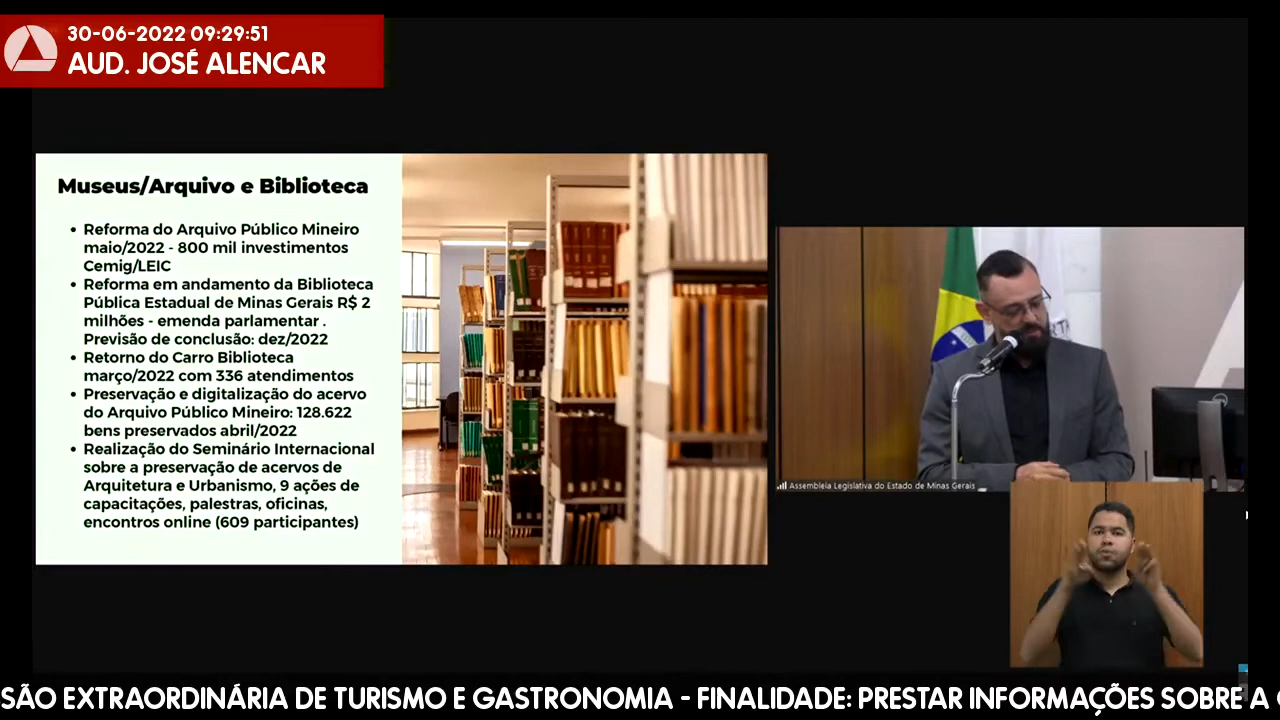 30-06-2022 09:29:51
AUD. JOSÉ ALENCAR
Museus/Arquivo e Biblioteca
• Reforma do Arquivo Público Mineiro
maio/2022 - 800 mil investimentos
Cemig/LEIC
• Reforma em andamento da Biblioteca
Pública Estadual de Minas Gerais R$ 2
milhões - emenda parlamentar .
Previsão de conclusão: dez/2022
• Retorno do Carro Biblioteca
março/2022 com 336 atendimentos
• Preservação e digitalização do acervo
do Arquivo Público Mineiro: 128.622
bens preservados abril/2022
• Realização do Seminário Internacional
sobre a preservação de acervos de
Arquitetura e Urbanismo, 9 ações de
capacitações, palestras, oficinas,
encontros online (609 participantes)
Assembleia Legislativa do Estado de Minas Gerais
SÃO EXTRAORDINÁRIA DE TURISMO E GASTRONOMIA - FINALIDADE: PRESTAR INFORMAÇÕES SOBRE A